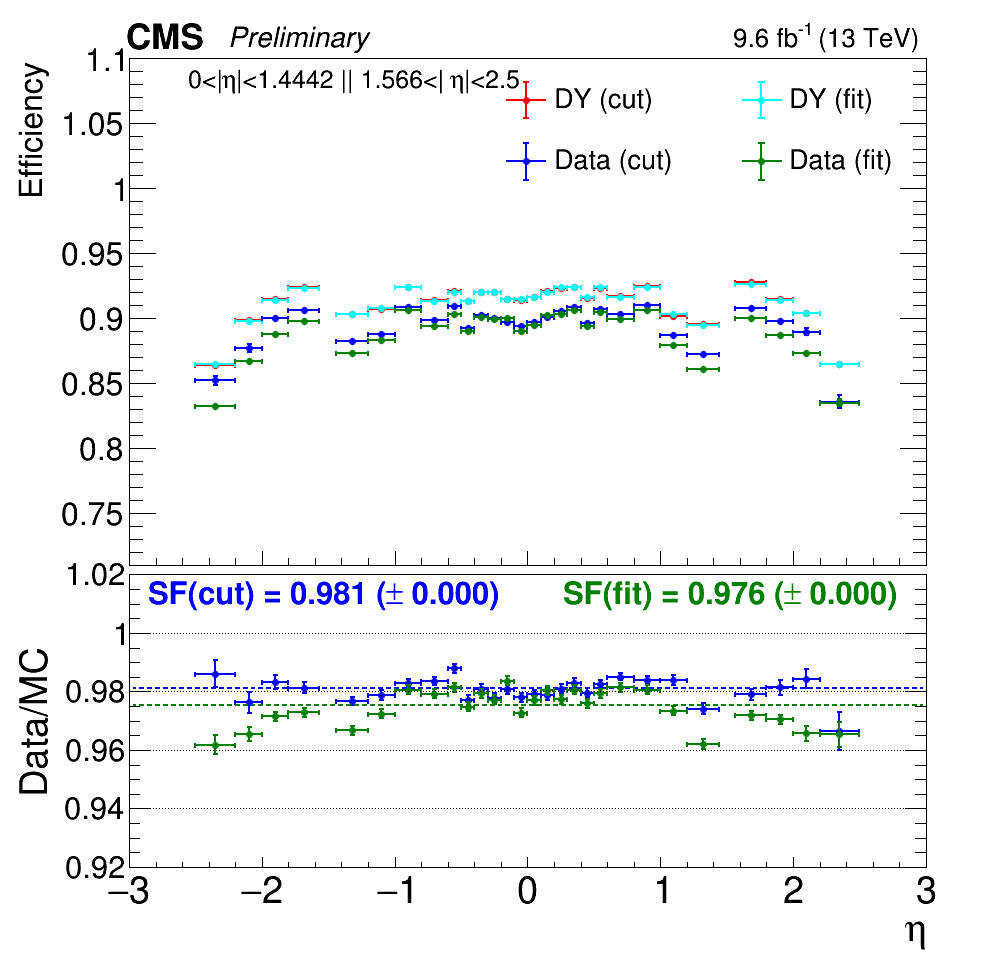 CMS Preliminary 9.6 fb-1 (13 TeV)
0<|η|<1.4442 || 1.566<| η|<2.5
DY (cut) DY (fit)
Data (cut) Data (fit)
Efficiency
1.1
1.05
1
0.95
0.9
0.85
0.8
0.75
SF(cut) = 0.981 (± 0.000) SF(fit) = 0.976 (± 0.000)
Data/MC
1.02
1
0.98
0.96
0.94
0.92
−3 −2 −1 0 1 2 3
η